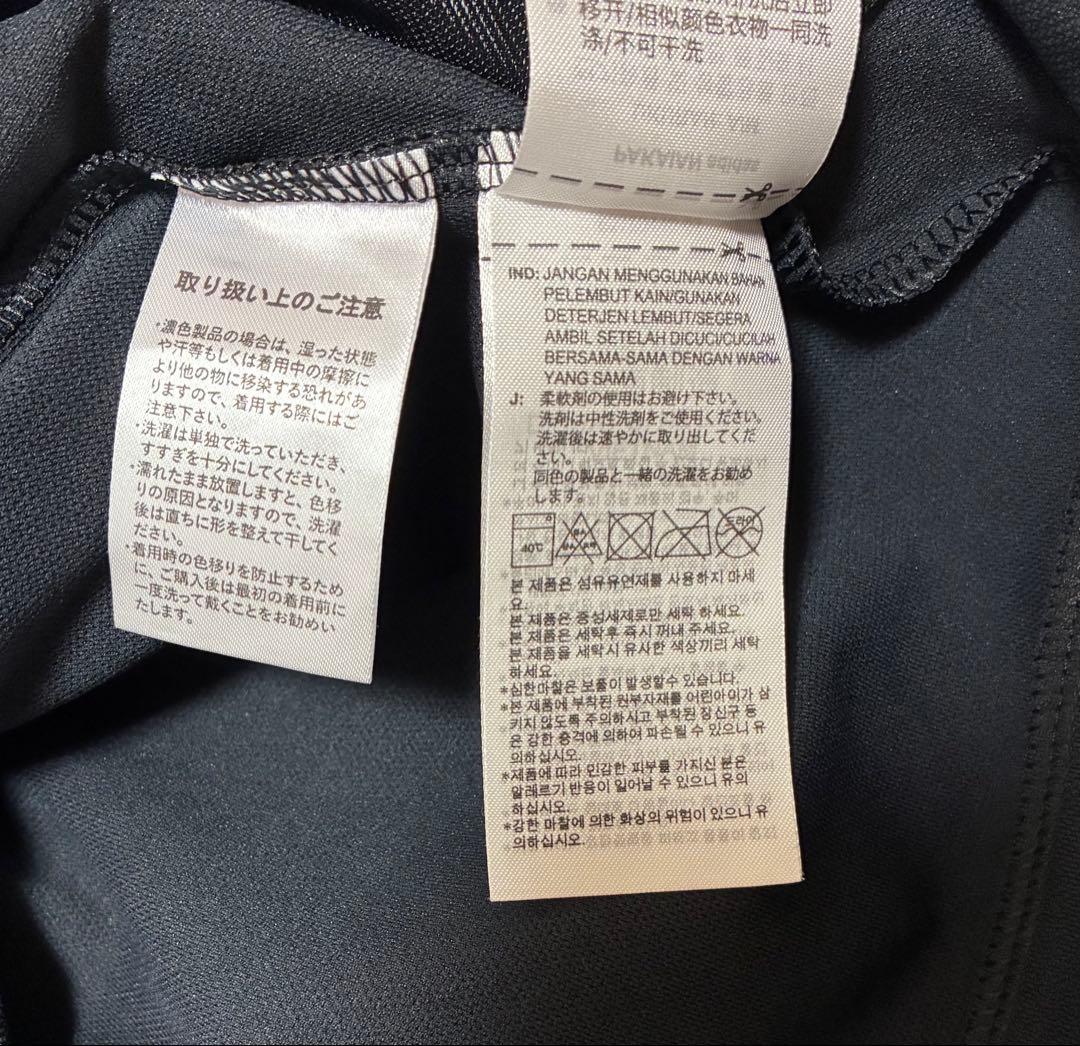 移开/相似颜色衣物一同洗
涤/不可干洗
PAKAIAN adidas
取り扱い上のご注意
・濃色製品の場合は、湿った状態
や汗等もしくは着用中の摩擦に
より他の物に移染する恐れがあ
りますので、着用する際にはご
注意下さい。
・洗濯は単独で洗っていただき、
すすぎを十分にしてください。
・濡れたまま放置しますと、色移
りの原因となりますので、洗濯
後は直ちに形を整えて干してく
ださい。
・着用時の色移りを防止するため
に、ご購入後は最初の着用前に
一度洗って戴くことをお勧めい
たします。
IND: JANGAN MENGGUNAKAN BAHAN
PELEMBUT KAIN/GUNAKAN
DETERJEN LEMBUT/SEGERA
AMBIL SETELAH DICUCI/CUCILAH
BERSAMA-SAMA DENGAN WARNA
YANG SAMA
J: 柔軟剤の使用はお避け下さい。
洗剤は中性洗剤をご使用ください。
洗濯後は速やかに取り出してくだ
さい。
同色の製品と一緒の洗濯をお勧め
します。
40℃ 드라이
본 제품은 섬유유연제를 사용하지 마세
요.
본 제품은 중성세제로만 세탁 하세요.
본 제품은 세탁후 즉시 꺼내 주세요.
본 제품을 세탁시 유사한 색상끼리 세탁
하세요.
*심한마찰은 보풀이 발생할수 있습니다.
*본 제품에 부착된 원부자재를 어린아이가 삼
키지 않도록 주의하시고 부착된 장신구 등
은 강한 충격에 의하여 파손될 수 있으니 유
의하십시오.
*제품에 따라 민감한 피부를 가지신 분은
알레르기 반응이 일어날 수 있으니 유의
하십시오.
*강한 마찰에 의한 화상의 위험이 있으니 유
의하십시오.